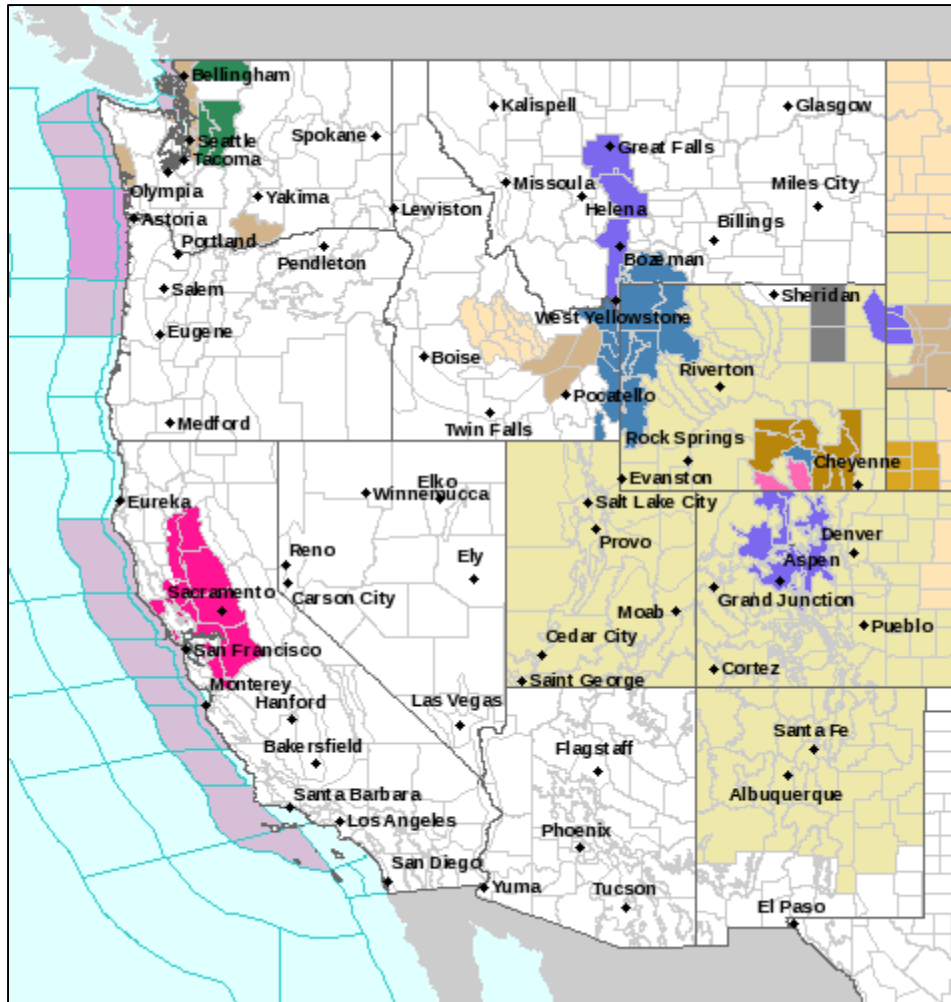 Bellingham
Kalispell
Glasgow
Seattle
Spokane
Great Falls
Tacoma
Olympia
Missoula
Miles City
Yakima
Helena
Lewiston
Astoria
Billings
Portland
Bozeman
Pendleton
Salem
Sheridan
West Yellowstone
Eugene
Boise
Riverton
Pocatello
Medford
Twin Falls
Rock Springs
Cheyenne
Elko
Evanston
Eureka
Winnemucca
Salt Lake City
Provo
Denver
Reno
Ely
Aspen
Sacramento
Carson City
Grand Junction
Moab
Pueblo
Cedar City
San Francisco
Cortez
Saint George
Monterey
Hanford
Las Vegas
Santa Fe
Bakersfield
Flagstaff
Albuquerque
Santa Barbara
Los Angeles
Phoenix
San Diego
Yuma
Tucson
El Paso